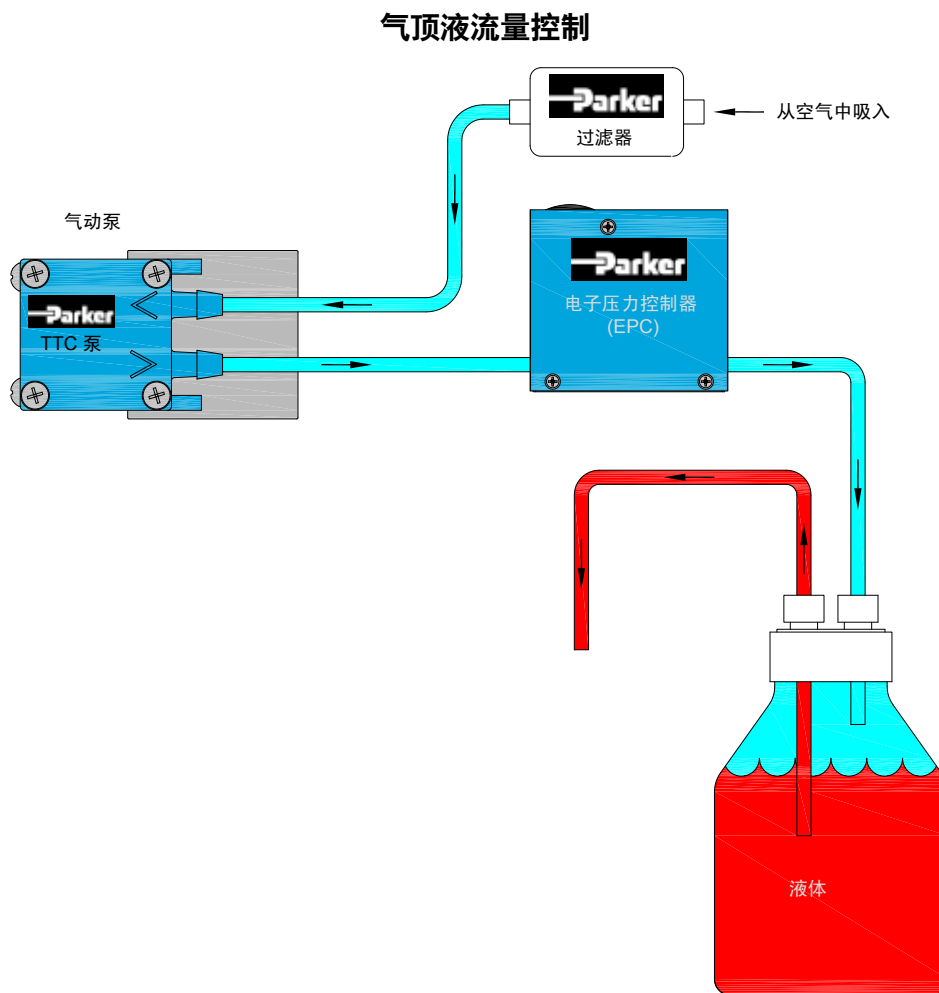 气顶液流量控制
Parker
过滤器
从空气中吸入
气动泵
Parker
TTC 泵
Parker
电子压力控制器
(EPC)
液体